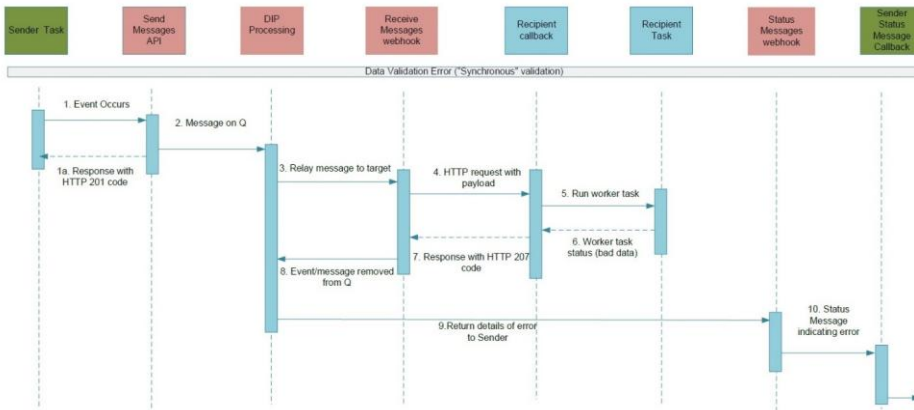 Sender Task
Send
Messages
API
DIP
Processing
Receive
Messages
webhook
Recipient
callback
Recipient
Task
Status
Messages
webhook
Sender
Status
Message
Callback
Data Validation Error ("Synchronous" validation)
1. Event Occurs
2. Message on Q
1a. Response with
HTTP 201 code
3. Relay message to target
4. HTTP request with
payload
5. Run worker task
6. Worker task
status (bad data)
7. Response with HTTP 207
code
8. Event/message removed
from Q
9.Return details of error
to Sender
10. Status
Message
indicating error